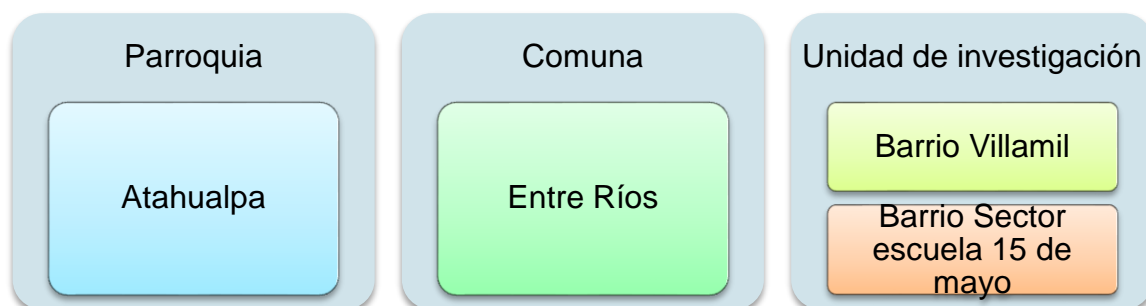 Parroquia
Atahualpa
Comuna
Entre Ríos
Unidad de investigación
Barrio Villamil
Barrio Sector
escuela 15 de
mayo